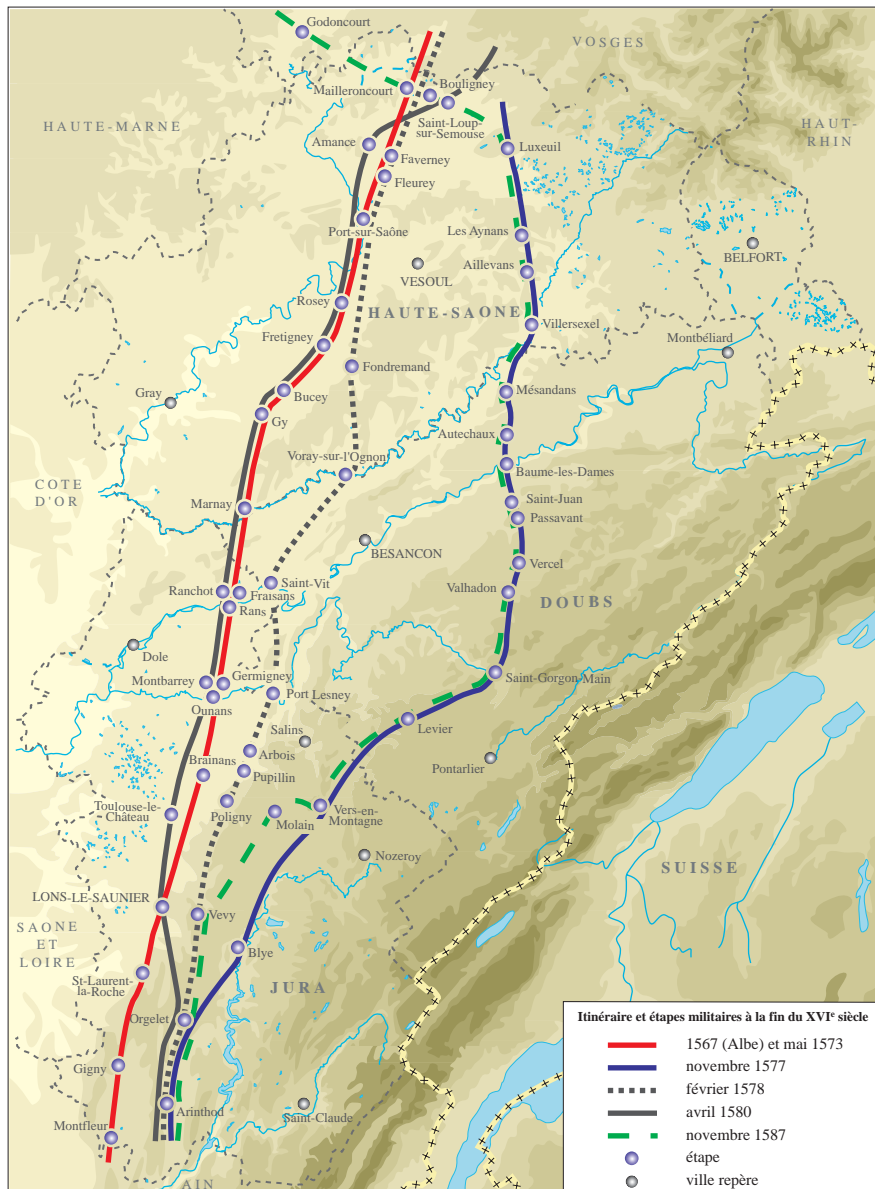 Godoncourt
VOSGES
Mailleroncourt
Bouligney
Saint-Loup-
sur-Semouse
HAUTE-MARNE
HAUT-
RHIN
Amance
Luxeuil
Faverney
Fleurey
Port-sur-Saône
Les Aynans
VESOUL
Aillevans
BELFORT
Rosey
HAUTE-SAONE
Villersexel
Fretigney
Montbéliard
Fondremand
Gray
Bucey
Mésandans
Gy
Autechaux
Voray-sur-l'Ognon
Baume-les-Dames
COTE
D'OR
Marnay
Saint-Juan
Passavant
BESANCON
Vercel
Saint-Vit
Ranchot
Fraisans
Valhadon
Rans
DOUBS
Dole
Montbarrey
Germigney
Saint-Gorgon-Main
Ounans
Port Lesney
Levier
Salins
Arbois
Pontarlier
Brainans
Pupillin
Toulouse-le-
Château
Poligny
Molain
Vers-en-
Montagne
Nozeroy
SUISSE
LONS-LE-SAUNIER
Vevy
SAONE
ET
LOIRE
Blye
St-Laurent-
la-Roche
JURA
Orgelet
Gigny
Arinthod
Saint-Claude
Montfleur
AIN
Itinéraire et étapes militaires à la fin du XVIe siècle
1567 (Albe) et mai 1573
novembre 1577
février 1578
avril 1580
novembre 1587
étape
ville repère